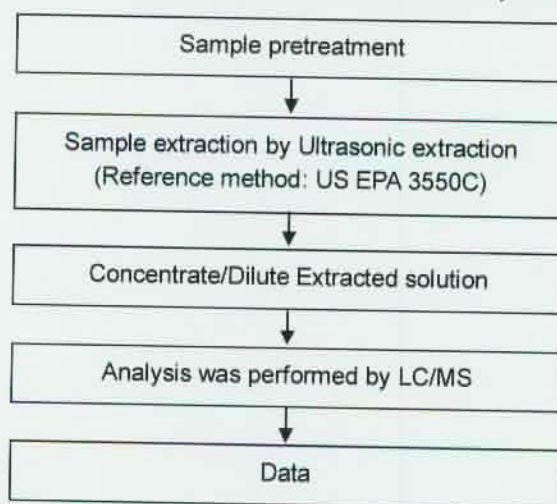 Sample pretreatment
Sample extraction by Ultrasonic extraction
(Reference method: US EPA 3550C)
Concentrate/Dilute Extracted solution
Analysis was performed by LC/MS
Data